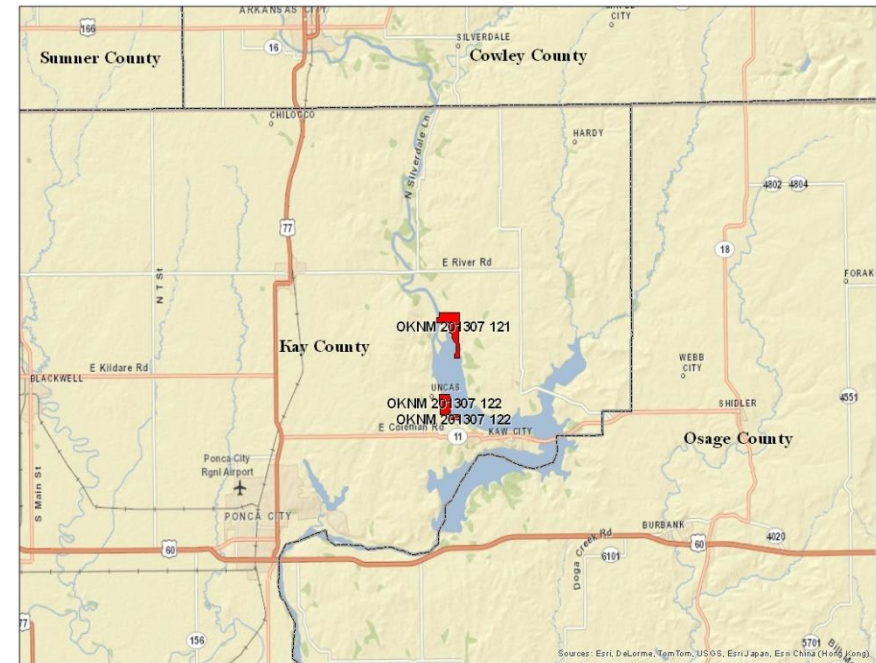 ARKANSAS CITY
CITY
166
SILVERDALE
16
Sumner County
Cowley County
CHILOCCO
HARDY
N Silverdale Ln
4802 4804
77
18
E River Rd
N T St
FORAK
OKNM 201307 121
Kay County
WEBB
CITY
E Kildare Rd
BLACKWELL
UNCAS
4551
OKNM 201307 122
SHIDLER
OKNM 201307 122
E Coleman Rd
11
KAW CITY
Osage County
Ponca City
Rgnl Airport
S Main St
PONCA CITY
BURBANK
60
60
4020
Doga Creek Rd
6101
77
156
5701
Sources: Esri, DeLorme, TomTom, USGS, Esri Japan, Esri China (Hong Kong)